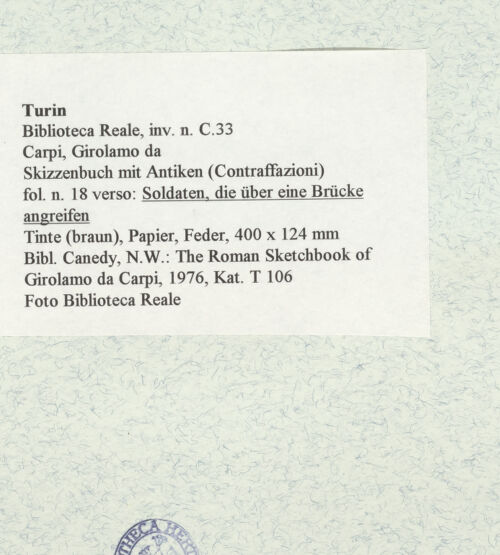 Turin
Biblioteca Reale, inv. n. C.33
Carpi, Girolamo da
Skizzenbuch mit Antiken (Contraffazioni)
fol. n. 18 verso: Soldaten, die über eine Brücke
angreifen
Tinte (braun), Papier, Feder, 400 x 124 mm
Bibl. Canedy, N.W.: The Roman Sketchbook of
Girolamo da Carpi, 1976, Kat. T 106
Foto Biblioteca Reale